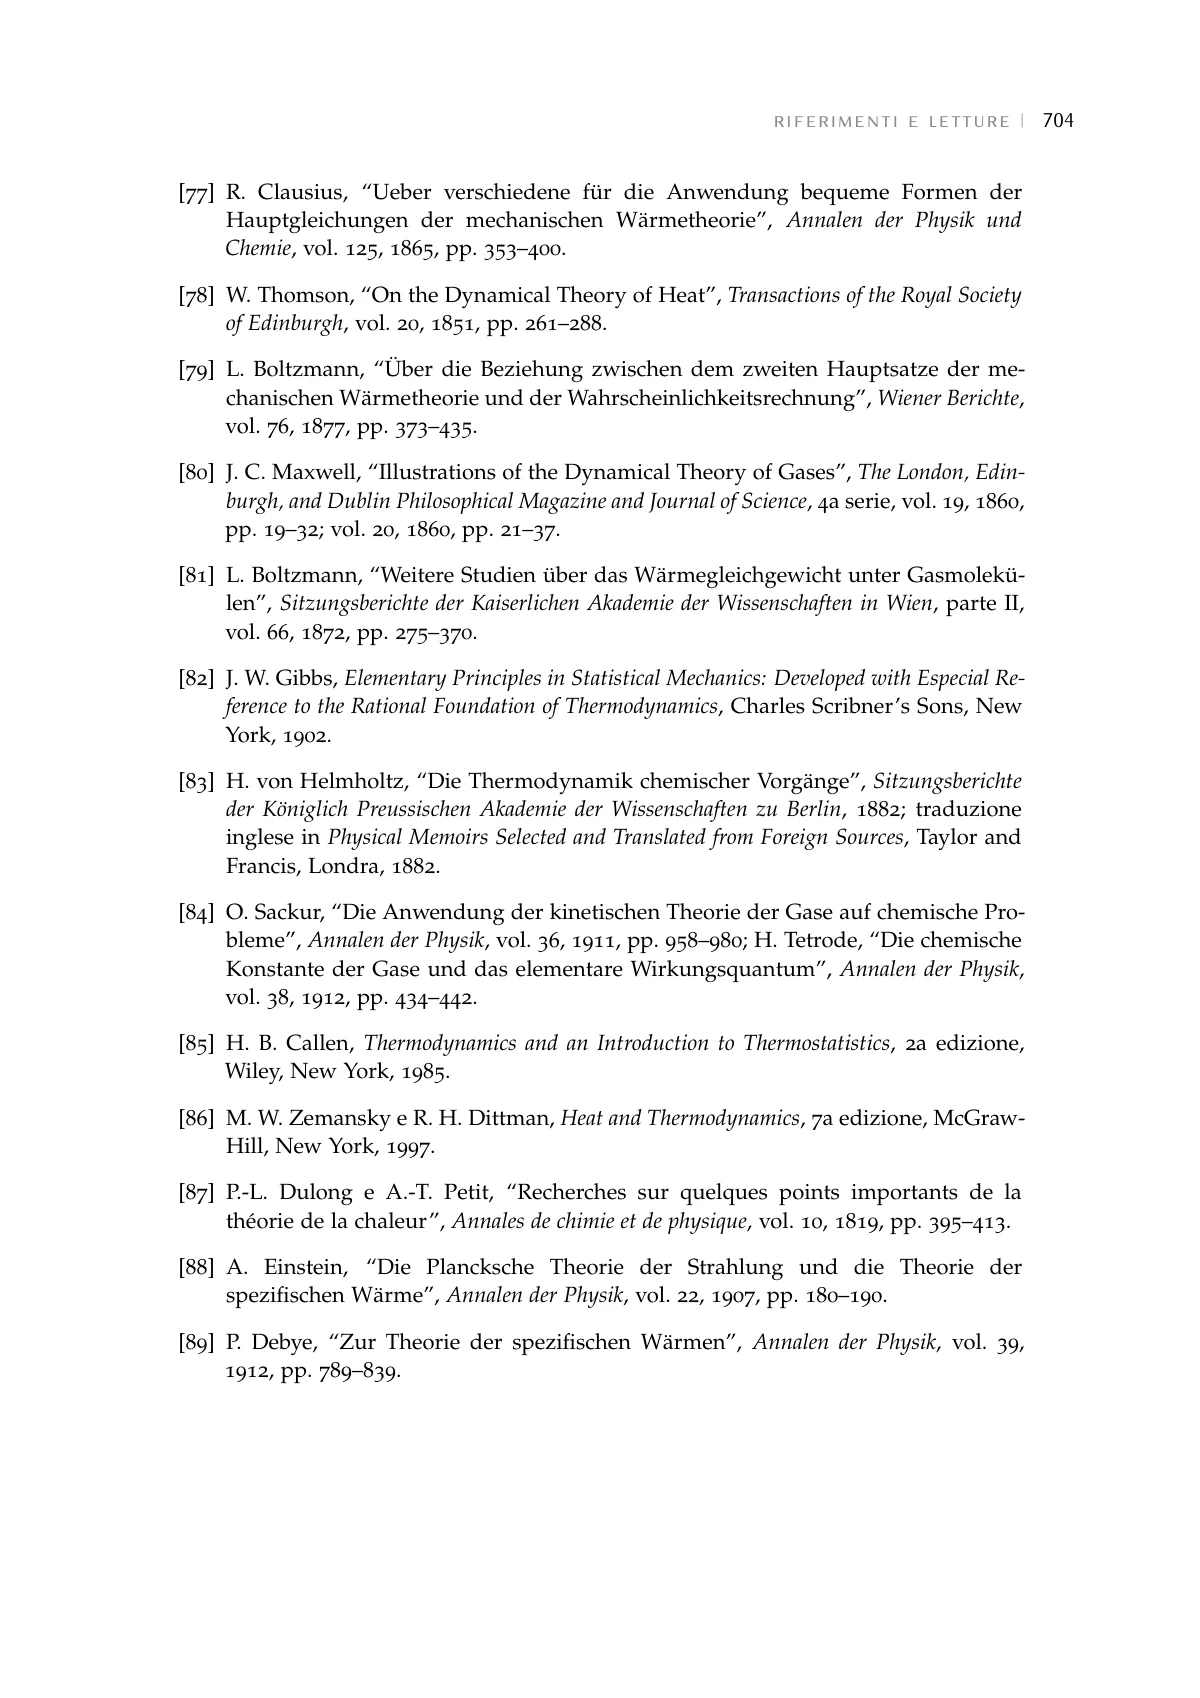 RIFERIMENTI E LETTURE | 704
[77] R. Clausius, “Ueber verschiedene für die Anwendung bequeme Formen der
Hauptgleichungen der mechanischen Wärmetheorie”, Annalen der Physik und
Chemie, vol. 125, 1865, pp. 353–400.
[78] W. Thomson, “On the Dynamical Theory of Heat”, Transactions of the Royal Society
of Edinburgh, vol. 20, 1851, pp. 261–288.
[79] L. Boltzmann, “Über die Beziehung zwischen dem zweiten Hauptsatze der me-
chanischen Wärmetheorie und der Wahrscheinlichkeitsrechnung”, Wiener Berichte,
vol. 76, 1877, pp. 373–435.
[80] J. C. Maxwell, “Illustrations of the Dynamical Theory of Gases”, The London, Edin-
burgh, and Dublin Philosophical Magazine and Journal of Science, 4a serie, vol. 19, 1860,
pp. 19–32; vol. 20, 1860, pp. 21–37.
[81] L. Boltzmann, “Weitere Studien über das Wärmegleichgewicht unter Gasmolekü-
len”, Sitzungsberichte der Kaiserlichen Akademie der Wissenschaften in Wien, parte II,
vol. 66, 1872, pp. 275–370.
[82] J. W. Gibbs, Elementary Principles in Statistical Mechanics: Developed with Especial Re-
ference to the Rational Foundation of Thermodynamics, Charles Scribner’s Sons, New
York, 1902.
[83] H. von Helmholtz, “Die Thermodynamik chemischer Vorgänge”, Sitzungsberichte
der Königlich Preussischen Akademie der Wissenschaften zu Berlin, 1882; traduzione
inglese in Physical Memoirs Selected and Translated from Foreign Sources, Taylor and
Francis, Londra, 1882.
[84] O. Sackur, “Die Anwendung der kinetischen Theorie der Gase auf chemische Pro-
bleme”, Annalen der Physik, vol. 36, 1911, pp. 958–980; H. Tetrode, “Die chemische
Konstante der Gase und das elementare Wirkungsquantum”, Annalen der Physik,
vol. 38, 1912, pp. 434–442.
[85] H. B. Callen, Thermodynamics and an Introduction to Thermostatistics, 2a edizione,
Wiley, New York, 1985.
[86] M. W. Zemansky e R. H. Dittman, Heat and Thermodynamics, 7a edizione, McGraw-
Hill, New York, 1997.
[87] P.-L. Dulong e A.-T. Petit, “Recherches sur quelques points importants de la
théorie de la chaleur”, Annales de chimie et de physique, vol. 10, 1819, pp. 395–413.
[88] A. Einstein, “Die Plancksche Theorie der Strahlung und die Theorie der
spezifischen Wärme”, Annalen der Physik, vol. 22, 1907, pp. 180–190.
[89] P. Debye, “Zur Theorie der spezifischen Wärmen”, Annalen der Physik, vol. 39,
1912, pp. 789–839.